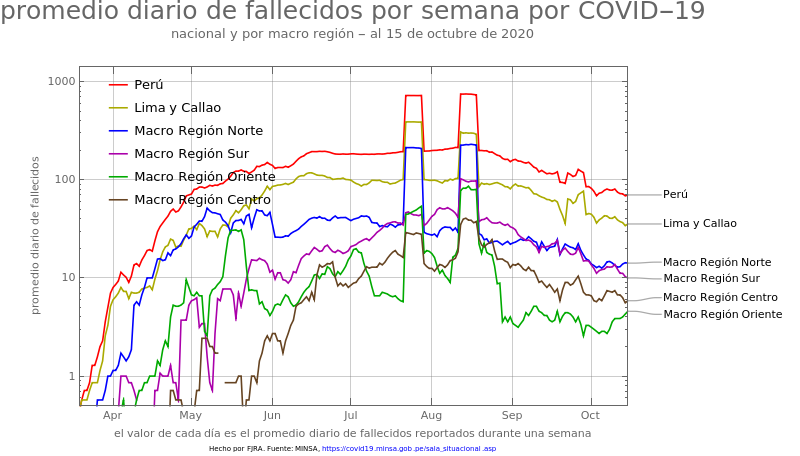 promedio diario de fallecidos por semana por COVID−19
nacional y por macro región − al 15 de octubre de 2020
promedio diario de fallecidos
1000
100
10
1
Perú
Lima y Callao
Macro Región Norte
Macro Región Sur
Macro Región Oriente
Macro Región Centro
Perú
Lima y Callao
Macro Región Norte
Macro Región Sur
Macro Región Centro
Macro Región Oriente
Apr May Jun Jul Aug Sep Oct
el valor de cada día es el promedio diario de fallecidos reportados durante una semana
Hecho por FJRA. Fuente: MINSA, https://covid19.minsa.gob.pe/sala_situacional.asp